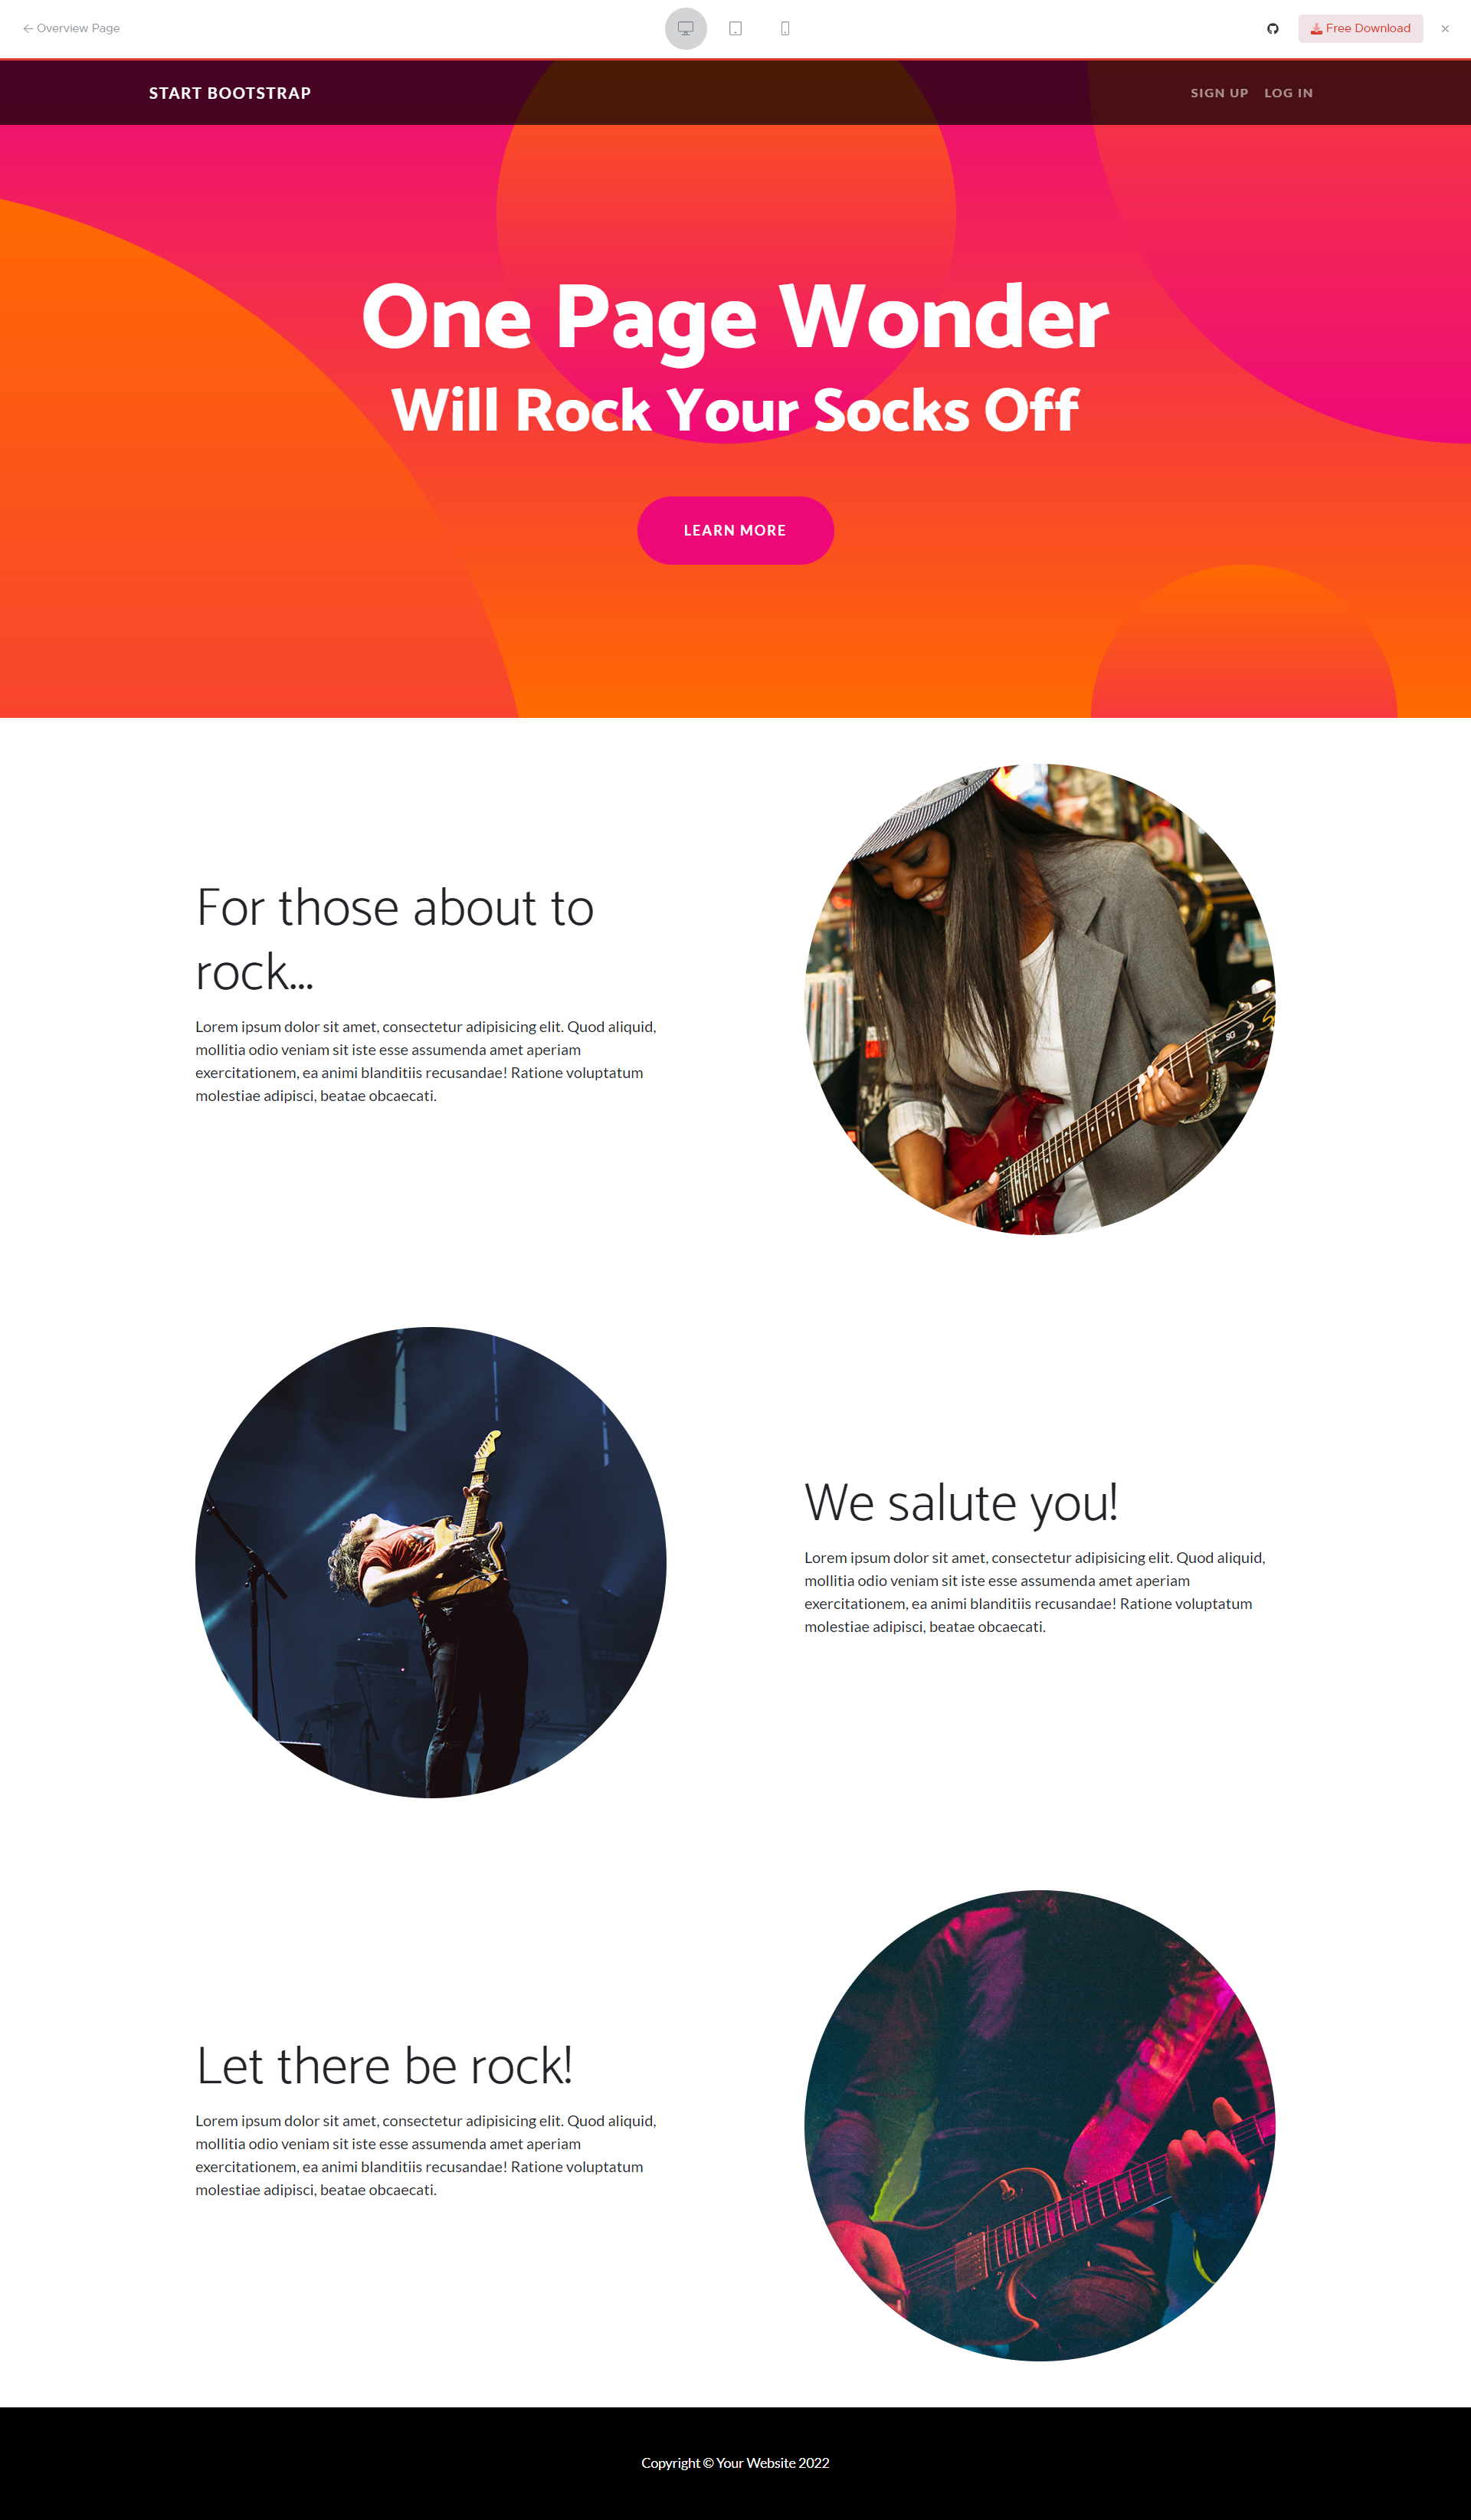 Overview Page
Free Download
START BOOTSTRAP
SIGN UP
LOG IN
One Page Wonder
Will Rock Your Socks Off
LEARN MORE
For those about to
rock...
Lorem ipsum dolor sit amet, consectetur adipisicing elit. Quod aliquid,
mollitia odio veniam sit iste esse assumenda amet aperiam
exercitationem, ea animi blanditiis recusandae! Ratione voluptatum
molestiae adipisci, beatae obcaecati.
SG
We salute you!
Lorem ipsum dolor sit amet, consectetur adipisicing elit. Quod aliquid,
mollitia odio veniam sit iste esse assumenda amet aperiam
exercitationem, ea animi blanditiis recusandae! Ratione voluptatum
molestiae adipisci, beatae obcaecati.
Let there be rock!
Lorem ipsum dolor sit amet, consectetur adipisicing elit. Quod aliquid,
mollitia odio veniam sit iste esse assumenda amet aperiam
exercitationem, ea animi blanditiis recusandae! Ratione voluptatum
molestiae adipisci, beatae obcaecati.
Copyright © Your Website 2022